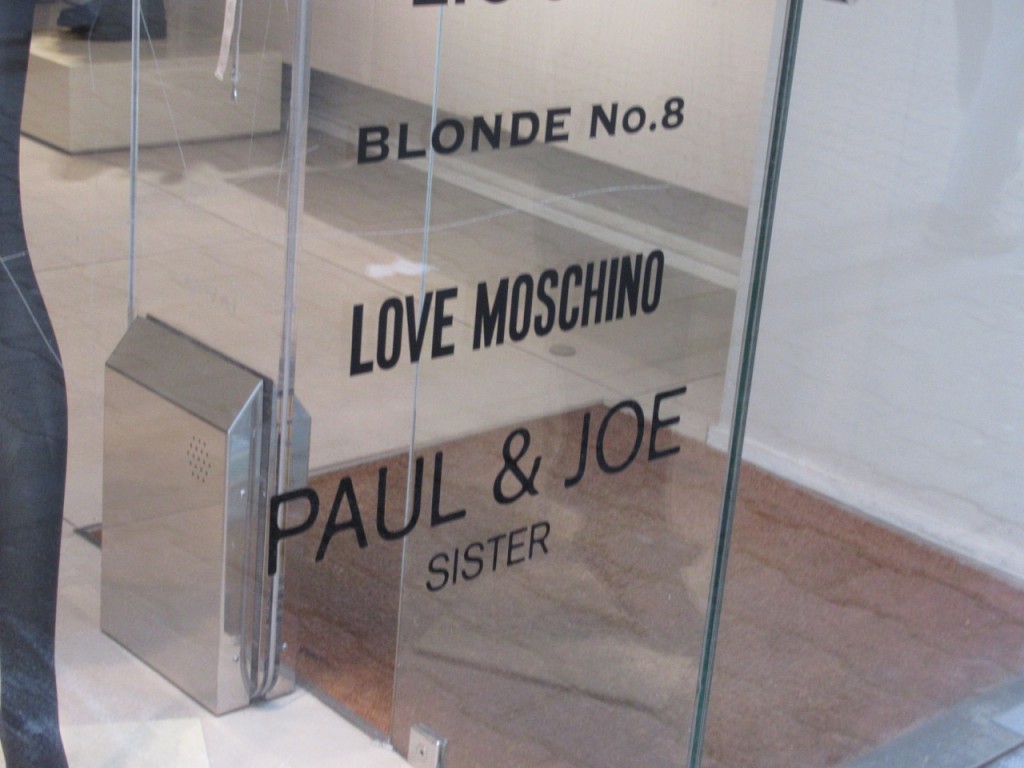 BLONDE No.8
LOVE MOSCHINO
PAUL & JOE
SISTER